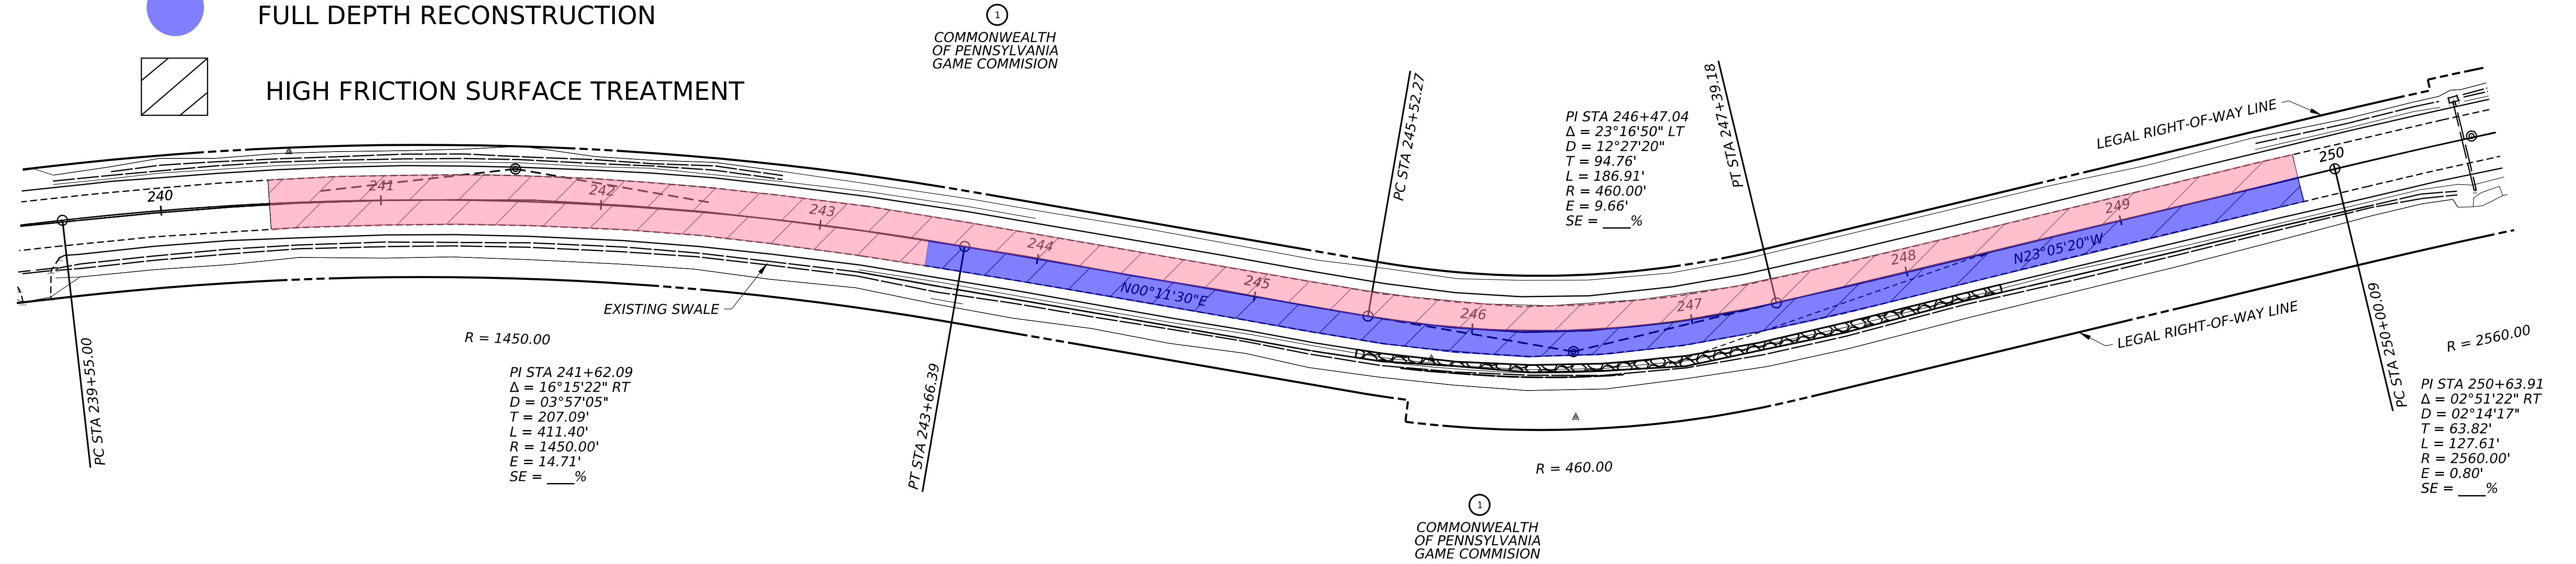 FULL DEPTH RECONSTRUCTION
HIGH FRICTION SURFACE TREATMENT
1
COMMONWEALTH
OF PENNSYLVANIA
GAME COMMISION
PC STA 245+52.27
PI STA 246+47.04
Δ = 23°16'50" LT
D = 12°27'20"
T = 94.76'
L = 186.91'
R = 460.00'
E = 9.66'
SE = ____%
PT STA 247+39.18
LEGAL RIGHT-OF-WAY LINE
240
241
242
243
244
245
246
247
248
249
250
N00°11'30"E
N23°05'20"W
EXISTING SWALE
LEGAL RIGHT-OF-WAY LINE
PC STA 239+55.00
R = 1450.00
PI STA 241+62.09
Δ = 16°15'22" RT
D = 03°57'05"
T = 207.09'
L = 411.40'
R = 1450.00'
E = 14.71'
SE = ____%
PT STA 243+66.39
R = 460.00
1
COMMONWEALTH
OF PENNSYLVANIA
GAME COMMISION
PC STA 250+00.09
R = 2560.00
PI STA 250+63.91
Δ = 02°51'22" RT
D = 02°14'17"
T = 63.82'
L = 127.61'
R = 2560.00'
E = 0.80'
SE = ____%